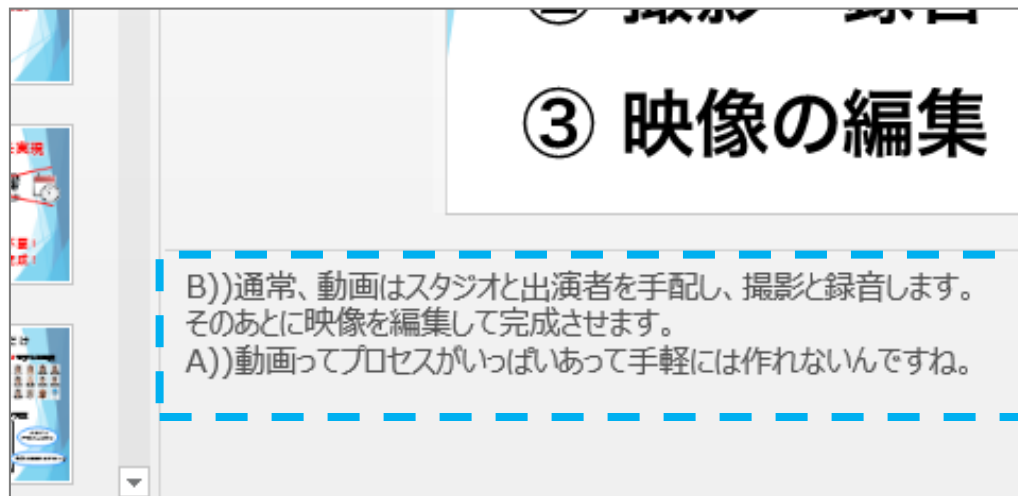 ③ 映像の編集
B))通常、動画はスタジオと出演者を手配し、撮影と録音します。
そのあとに映像を編集して完成させます。
A))動画ってプロセスがいっぱいあって手軽には作れないんですね。